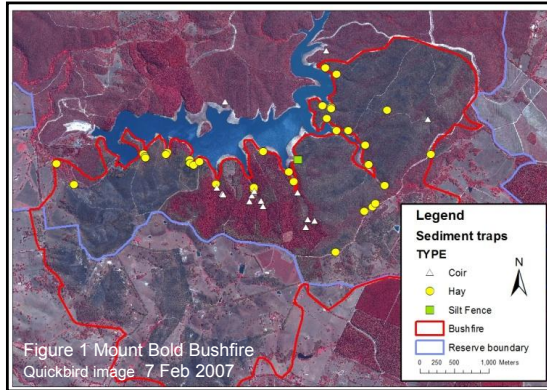 Legend
Sediment traps
TYPE
Coir
Hay
Silt Fence
Bushfire
Reserve boundary
N
0 250 500 1,000 Meters
Figure 1 Mount Bold Bushfire
Quickbird image 7 Feb 2007